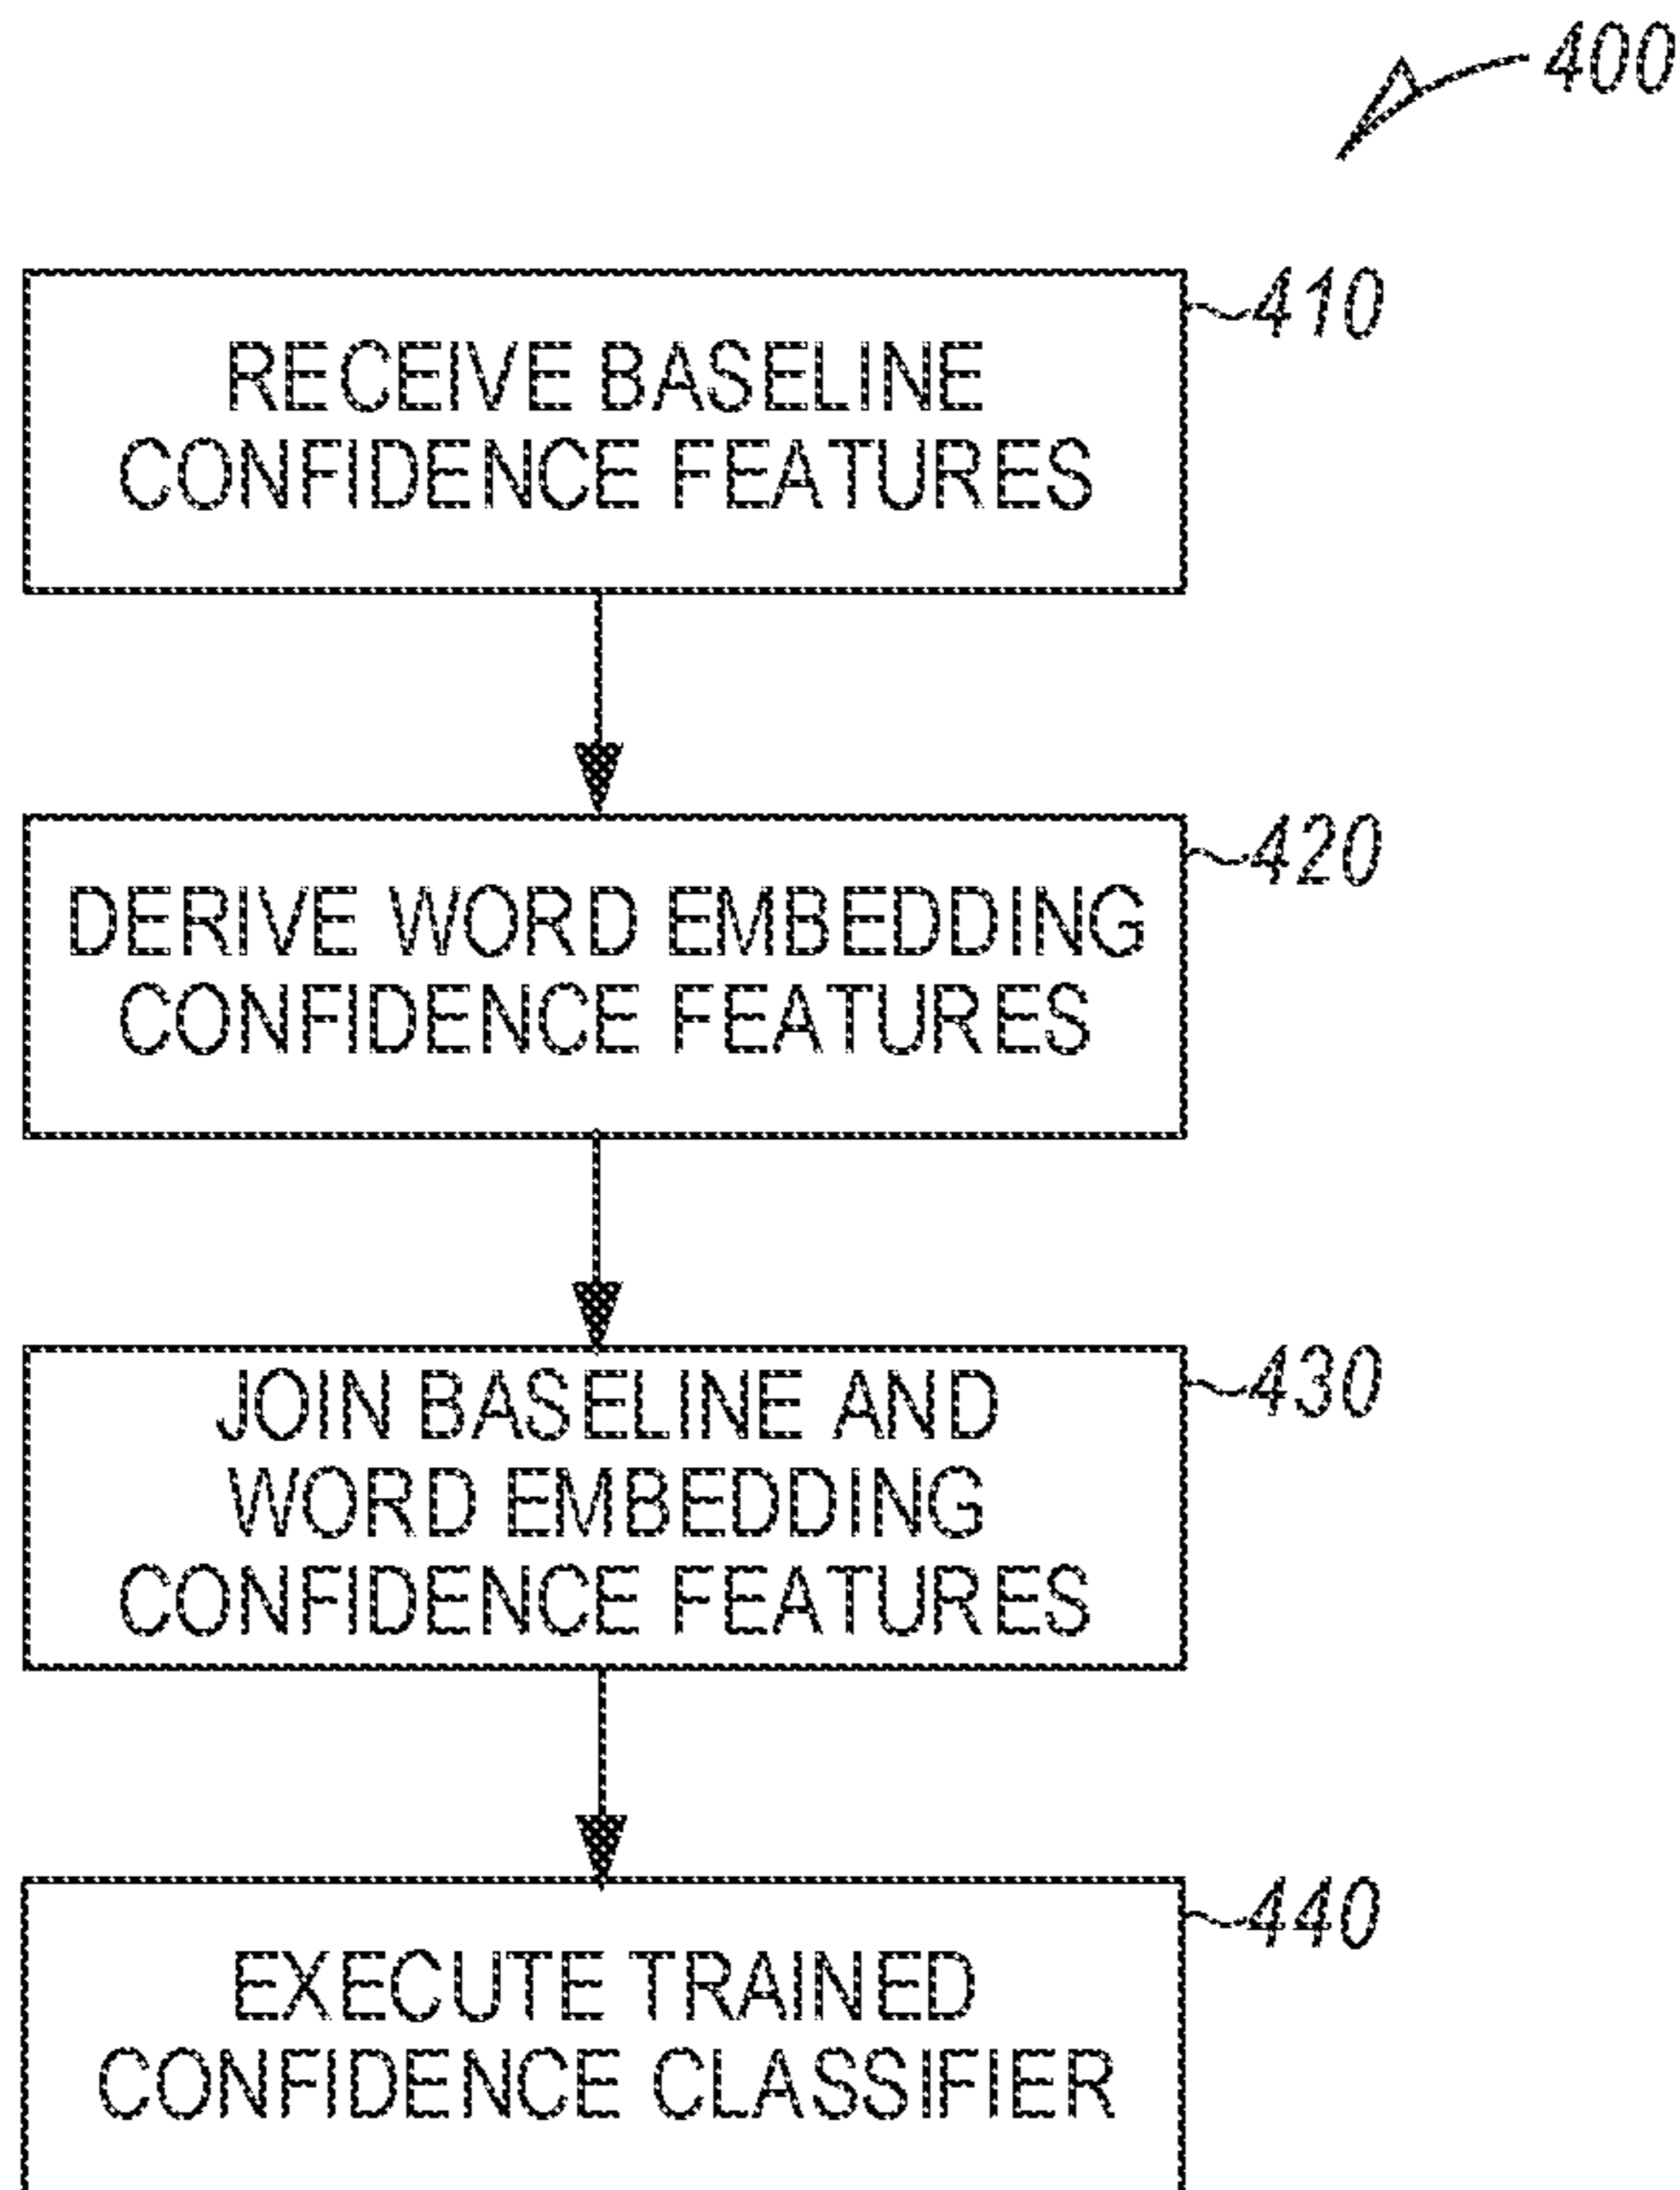 400
410
RECEIVE BASELINE
CONFIDENCE FEATURES
420
DERIVE WORD EMBEDDING
CONFIDENCE FEATURES
430
JOIN BASELINE AND
WORD EMBEDDING
CONFIDENCE FEATURES
440
EXECUTE TRAINED
CONFIDENCE CLASSIFIER